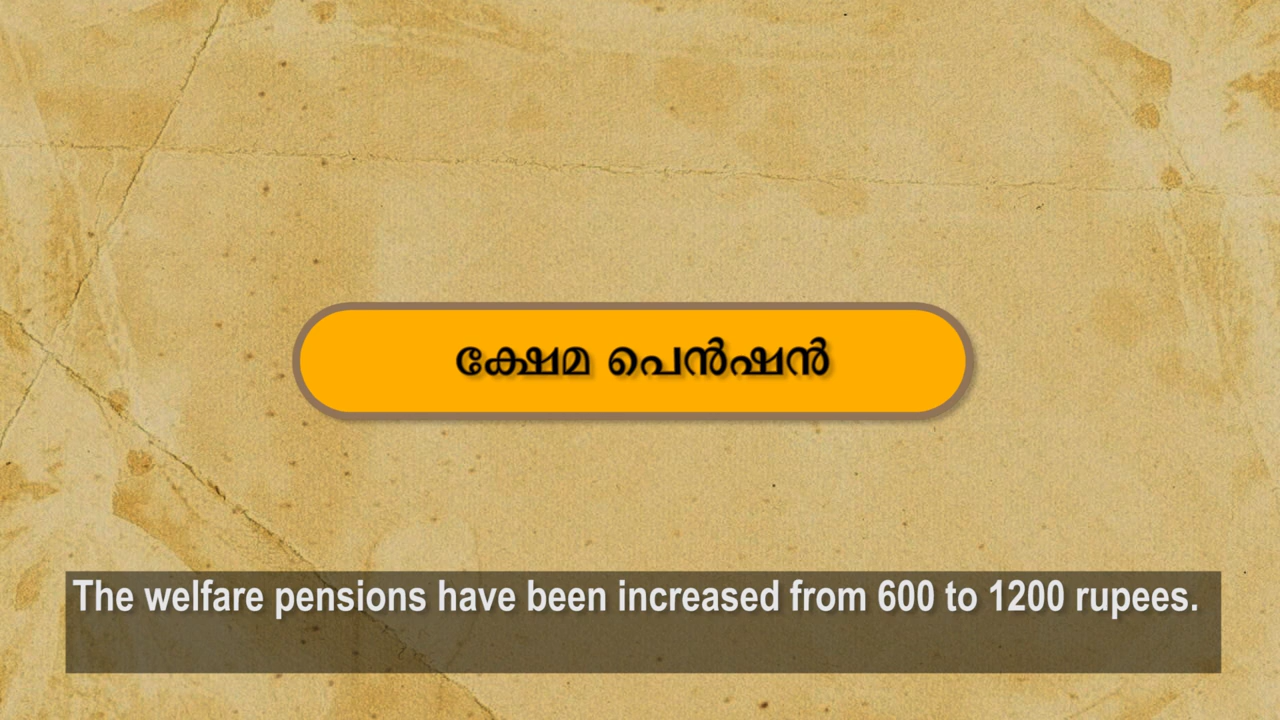 ക്ഷേമ പെൻഷൻ
The welfare pensions have been increased from 600 to 1200 rupees.